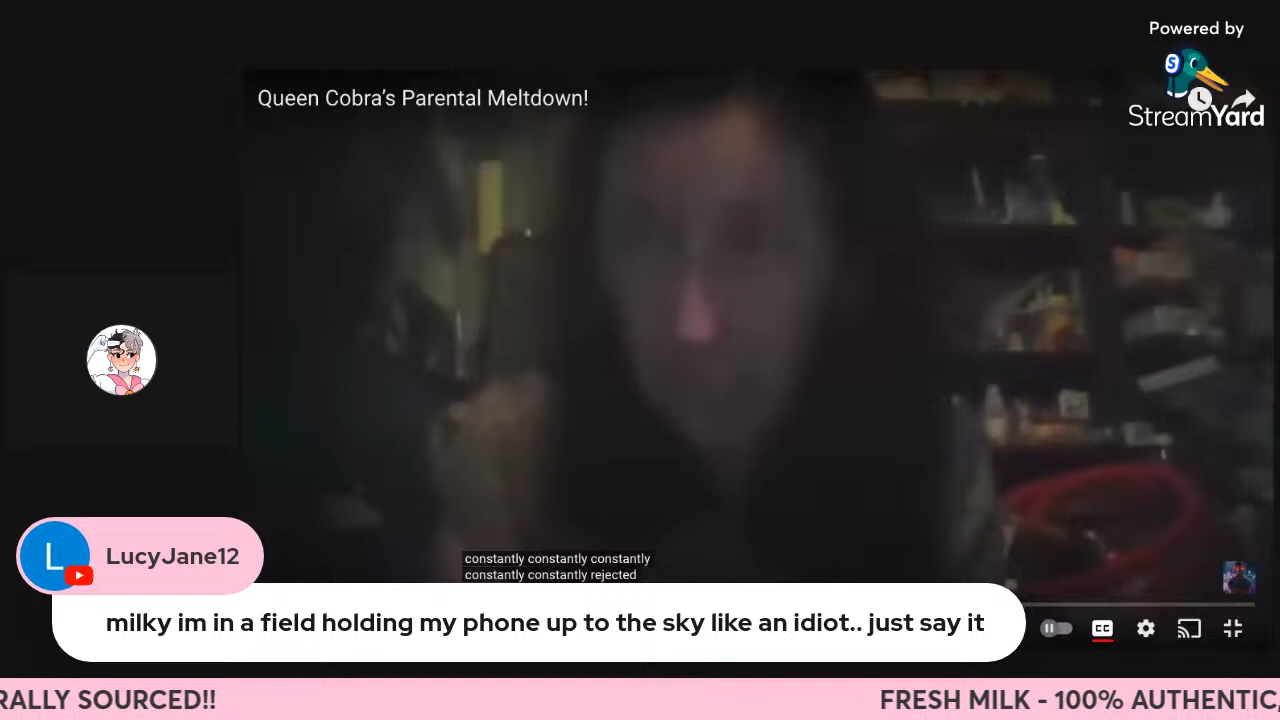 Powered by
S
StreamYard
Queen Cobra's Parental Meltdown!
constantly constantly constantly
constantly constantly rejected
L
LucyJane12
milky im in a field holding my phone up to the sky like an idiot.. just say it
CC
RALLY SOURCED!!
FRESH MILK - 100% AUTHENTIC,